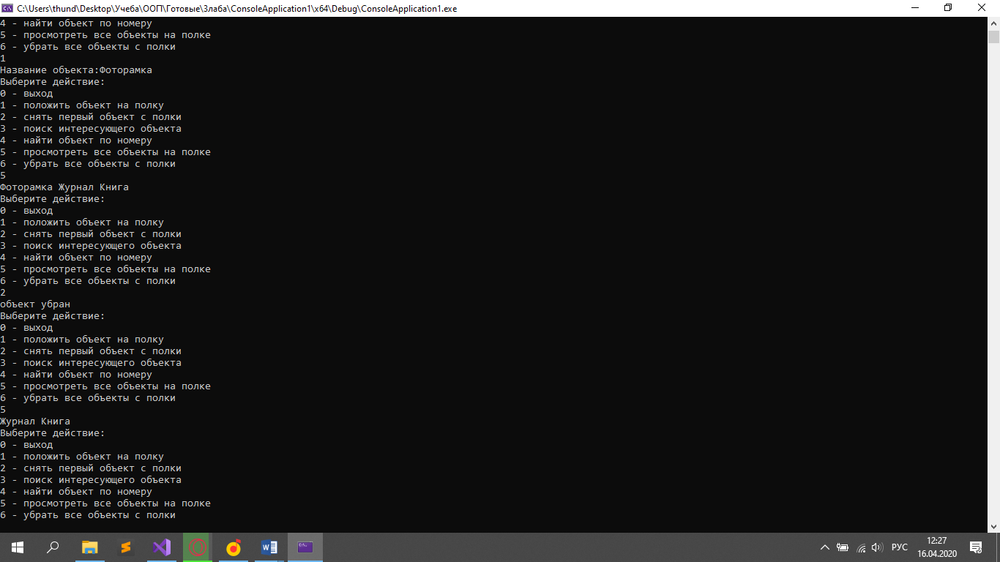 C:\Users\thund\Desktop\Учеба\ООП\Готовые\3лаба\ConsoleApplication1\x64\Debug\ConsoleApplication1.exe
4 - найти объект по номеру
5 - просмотреть все объекты на полке
6 - убрать все объекты с полки
1
Название объекта:Фоторамка
Выберите действие:
0 - выход
1 - положить объект на полку
2 - снять первый объект с полки
3 - поиск интересующего объекта
4 - найти объект по номеру
5 - просмотреть все объекты на полке
6 - убрать все объекты с полки
5
Фоторамка Журнал Книга
Выберите действие:
0 - выход
1 - положить объект на полку
2 - снять первый объект с полки
3 - поиск интересующего объекта
4 - найти объект по номеру
5 - просмотреть все объекты на полке
6 - убрать все объекты с полки
2
объект убран
Выберите действие:
0 - выход
1 - положить объект на полку
2 - снять первый объект с полки
3 - поиск интересующего объекта
4 - найти объект по номеру
5 - просмотреть все объекты на полке
6 - убрать все объекты с полки
5
Журнал Книга
Выберите действие:
0 - выход
1 - положить объект на полку
2 - снять первый объект с полки
3 - поиск интересующего объекта
4 - найти объект по номеру
5 - просмотреть все объекты на полке
6 - убрать все объекты с полки
РУС
12:27
16.04.2020